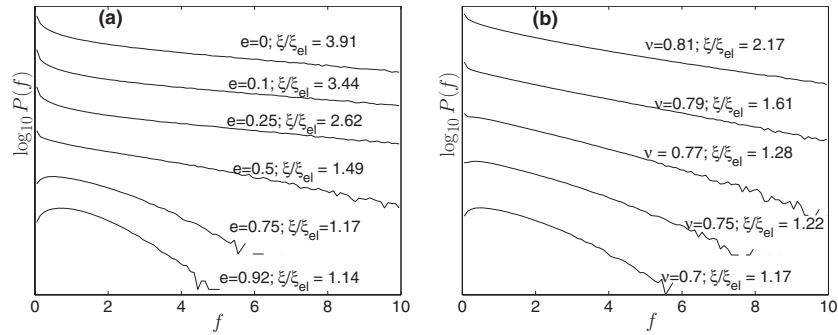 (a)
log₁₀ P(f)
e=0; ξ/ξel = 3.91
e=0.1; ξ/ξel = 3.44
e=0.25; ξ/ξel = 2.62
e=0.5; ξ/ξel = 1.49
e=0.75; ξ/ξel=1.17
e=0.92; ξ/ξel = 1.14
0 2 4 6 8 10
f
(b)
log₁₀ P(f)
ν=0.81; ξ/ξel = 2.17
ν=0.79; ξ/ξel = 1.61
ν = 0.77; ξ/ξel = 1.28
ν=0.75; ξ/ξel = 1.22
ν=0.7; ξ/ξel = 1.17
0 2 4 6 8 10
f